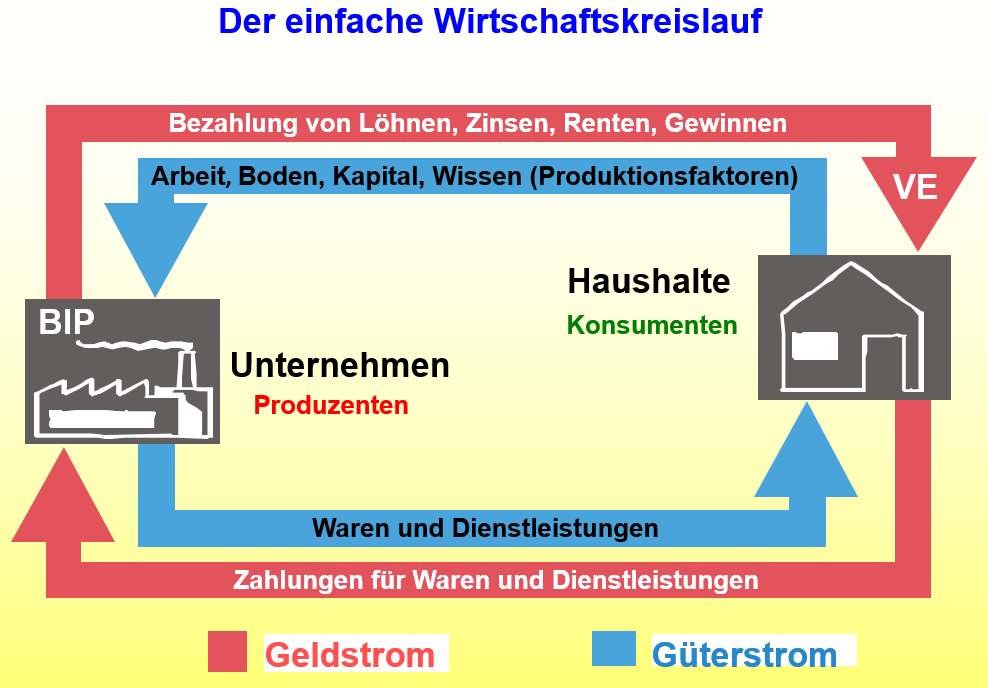 Der einfache Wirtschaftskreislauf
Bezahlung von Löhnen, Zinsen, Renten, Gewinnen
Arbeit, Boden, Kapital, Wissen (Produktionsfaktoren)
VE
Haushalte
Konsumenten
BIP
Unternehmen
Produzenten
Waren und Dienstleistungen
Zahlungen für Waren und Dienstleistungen
Geldstrom
Güterstrom